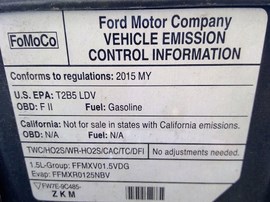 FoMoCo
Ford Motor Company
VEHICLE EMISSION
CONTROL INFORMATION
Conforms to regulations: 2015 MY
U.S. EPA: T2B5 LDV
OBD: F II Fuel: Gasoline
California: Not for sale in states with California emissions.
OBD: N/A Fuel: N/A
TWC/HO2S/WR-HO2S/CAC/TC/DFI No adjustments needed.
1.5L-Group: FFMXV01.5VDG
Evap: FFMXR0125NBV
FW7E-9C485-
ZKM